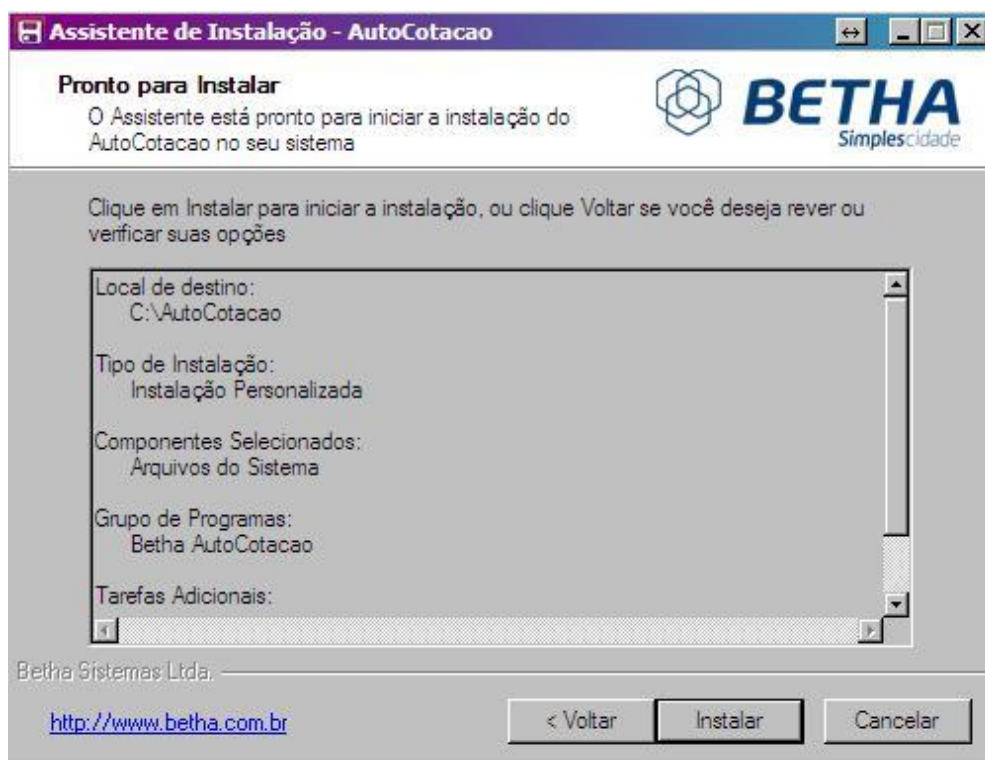 Assistente de Instalação - AutoCotacao
Pronto para Instalar
O Assistente está pronto para iniciar a instalação do
AutoCotacao no seu sistema
BETHA
Simplescidade
Clique em Instalar para iniciar a instalação, ou clique Voltar se você deseja rever ou
verificar suas opções
Local de destino:
C:\AutoCotacao
Tipo de Instalação:
Instalação Personalizada
Componentes Selecionados:
Arquivos do Sistema
Grupo de Programas:
Betha AutoCotacao
Tarefas Adicionais:
Betha Sistemas Ltda.
http://www.betha.com.br
< Voltar
Instalar
Cancelar